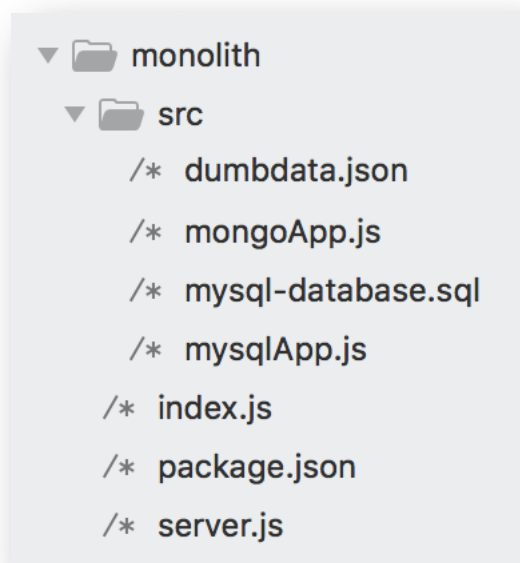 monolith
src
/* dumbdata.json
/* mongoApp.js
/* mysql-database.sql
/* mysqlApp.js
/* index.js
/* package.json
/* server.js